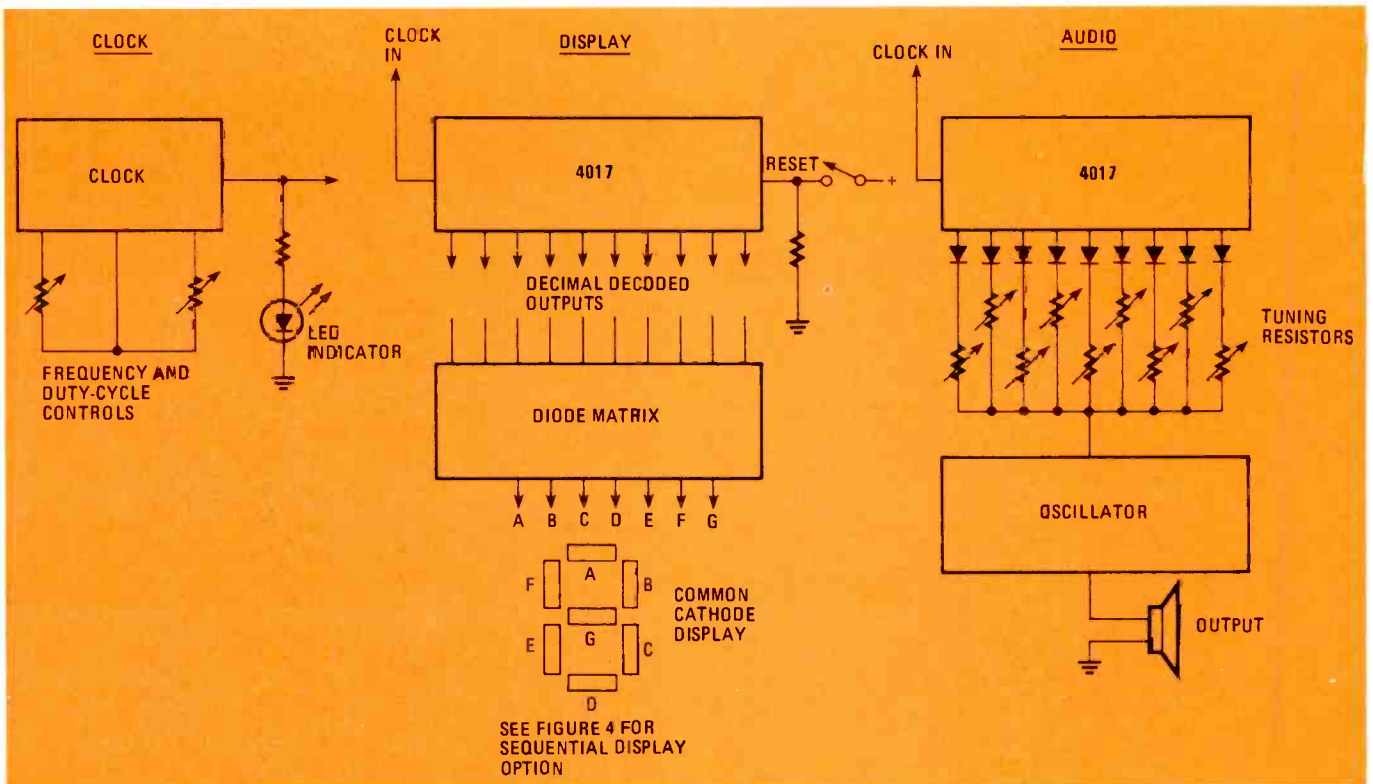 CLOCK
CLOCK
FREQUENCY AND
DUTY-CYCLE
CONTROLS
LED
INDICATOR
CLOCK
IN
DISPLAY
4017
RESET
+
DECIMAL DECODED
OUTPUTS
DIODE MATRIX
A B C D E F G
A
F B
G
E C
D
COMMON
CATHODE
DISPLAY
SEE FIGURE 4 FOR
SEQUENTIAL DISPLAY
OPTION
AUDIO
CLOCK IN
4017
TUNING
RESISTORS
OSCILLATOR
OUTPUT